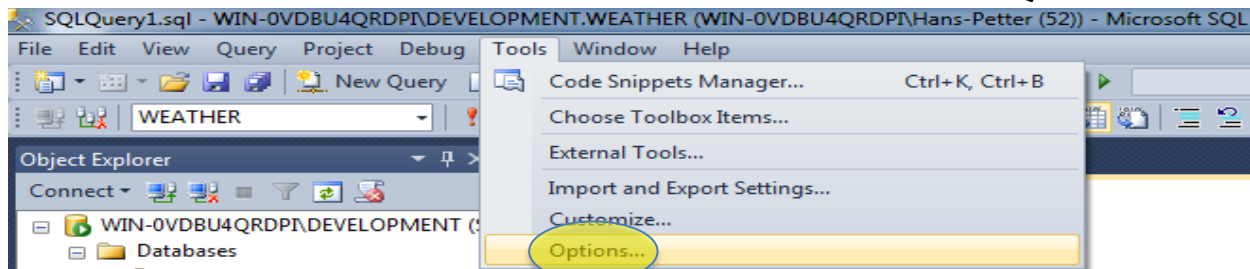 SQLQuery1.sql - WIN-0VDBU4QRDPI\DEVELOPMENT.WEATHER (WIN-0VDBU4QRDPI\Hans-Petter (52)) - Microsoft SQL
File Edit View Query Project Debug Tools Window Help
New Query
Code Snippets Manager... Ctrl+K, Ctrl+B
WEATHER
Choose Toolbox Items...
Object Explorer
External Tools...
Connect
Import and Export Settings...
Customize...
WIN-0VDBU4QRDPI\DEVELOPMENT (
Databases
Options...